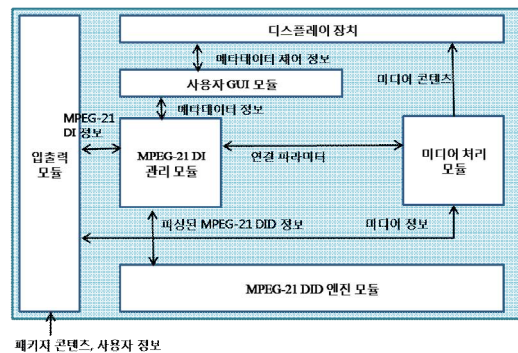 디스플레이 장치
메타데이터 제어 정보
사용자 GUI 모듈
미디어 콘텐츠
메타데이터 정보
MPEG-21
DI 정보
입출력
모듈
MPEG-21 DI
관리 모듈
연결 파라미터
미디어 처리
모듈
파싱된 MPEG-21 DID 정보
미디어 정보
MPEG-21 DID 엔진 모듈
패키지 콘텐츠, 사용자 정보